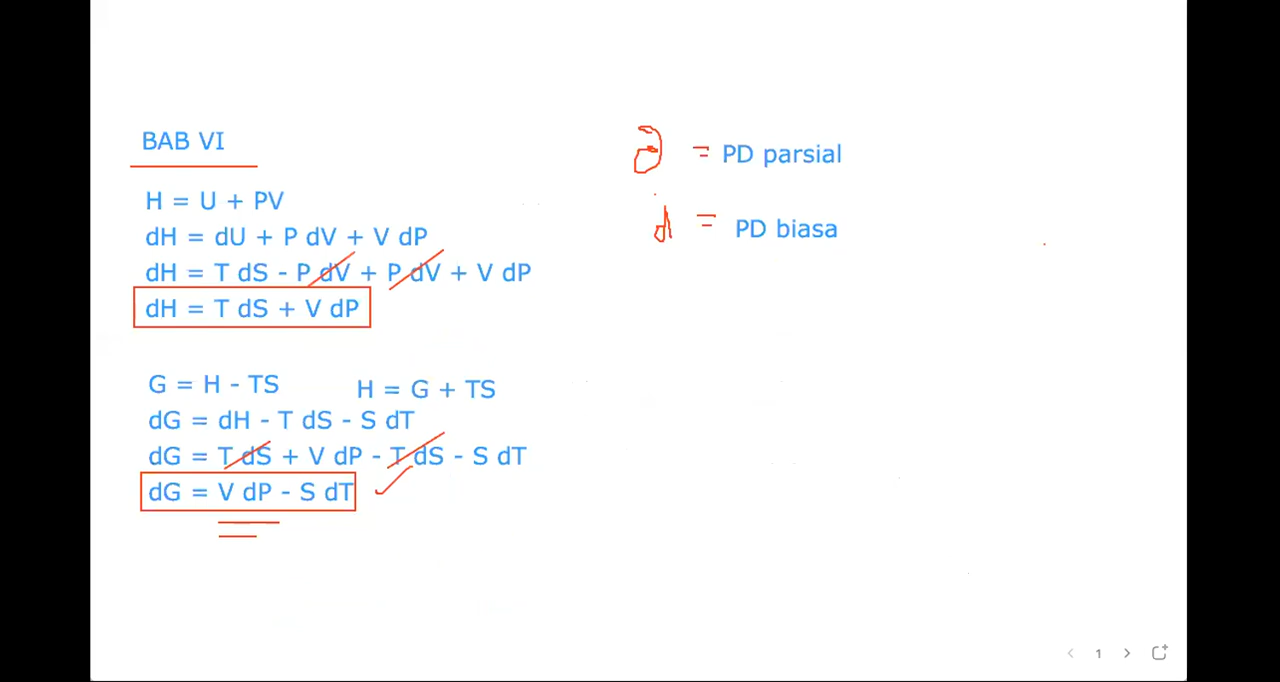 BAB VI
H = U + PV
dH = dU + P dV + V dP
dH = T dS - P dV + P dV + V dP
dH = T dS + V dP
G = H - TS
H = G + TS
dG = dH - T dS - S dT
dG = T dS + V dP - T dS - S dT
dG = V dP - S dT
∂ = PD parsial
d = PD biasa
1